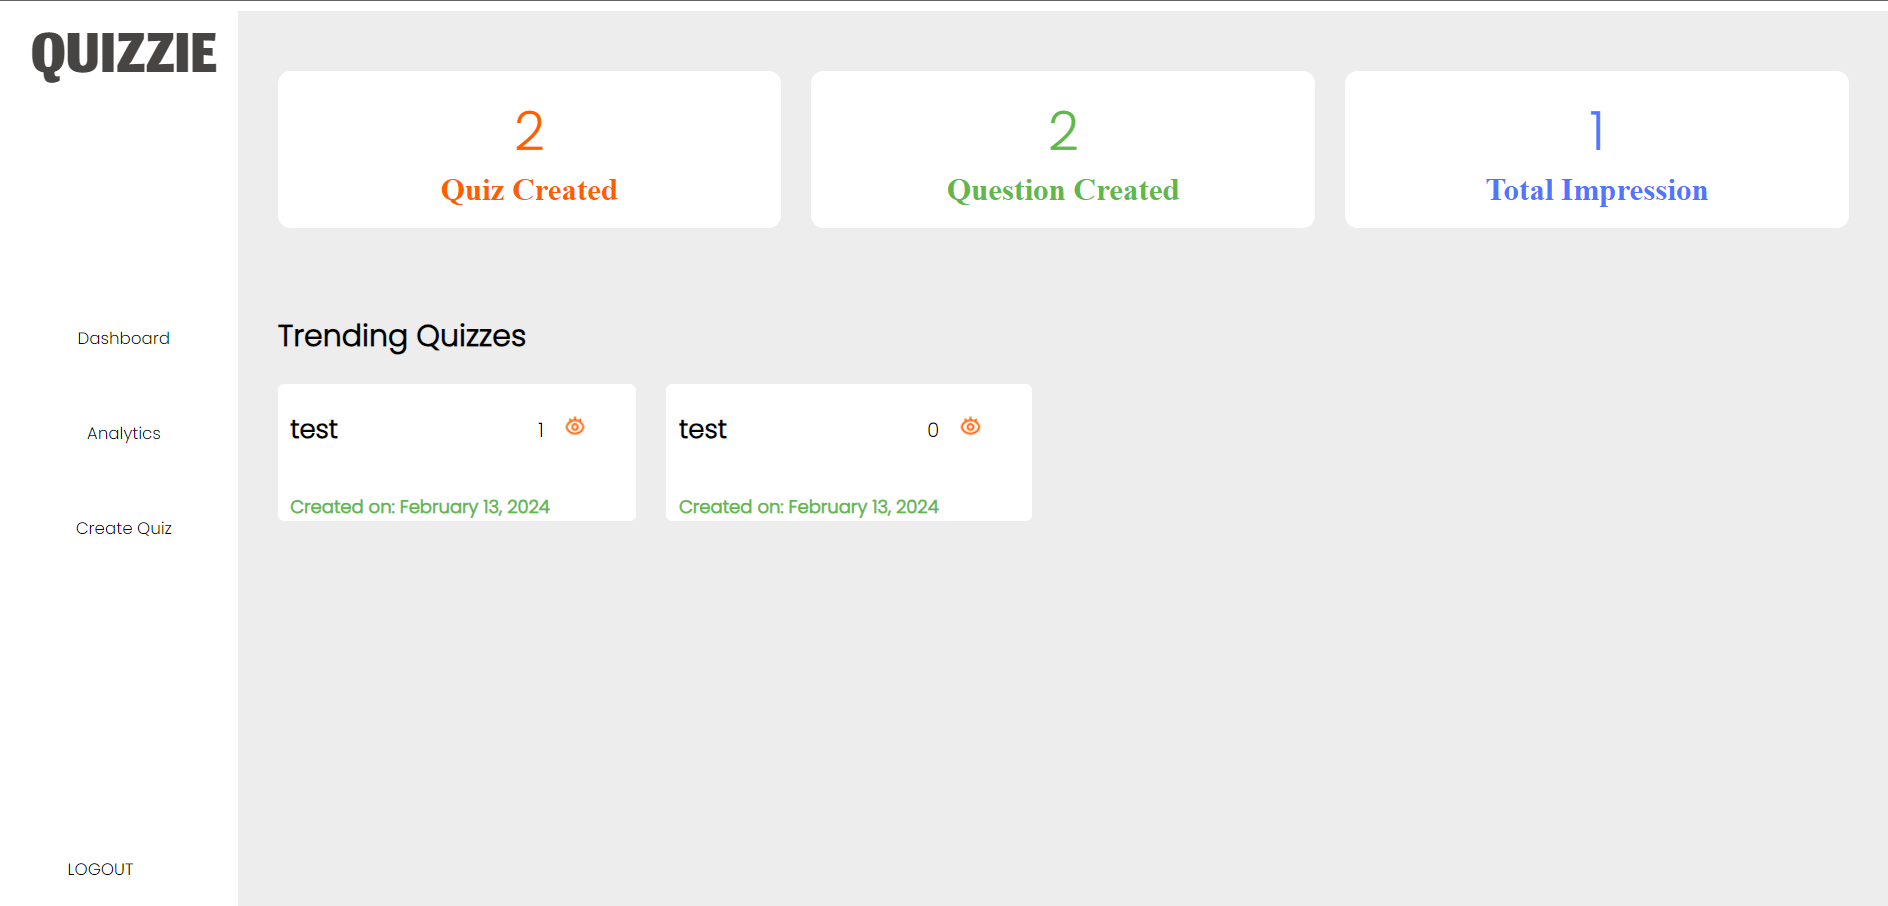 QUIZZIE
Dashboard
Analytics
Create Quiz
LOGOUT
2
Quiz Created
2
Question Created
1
Total Impression
Trending Quizzes
test 1
Created on: February 13, 2024
test 0
Created on: February 13, 2024